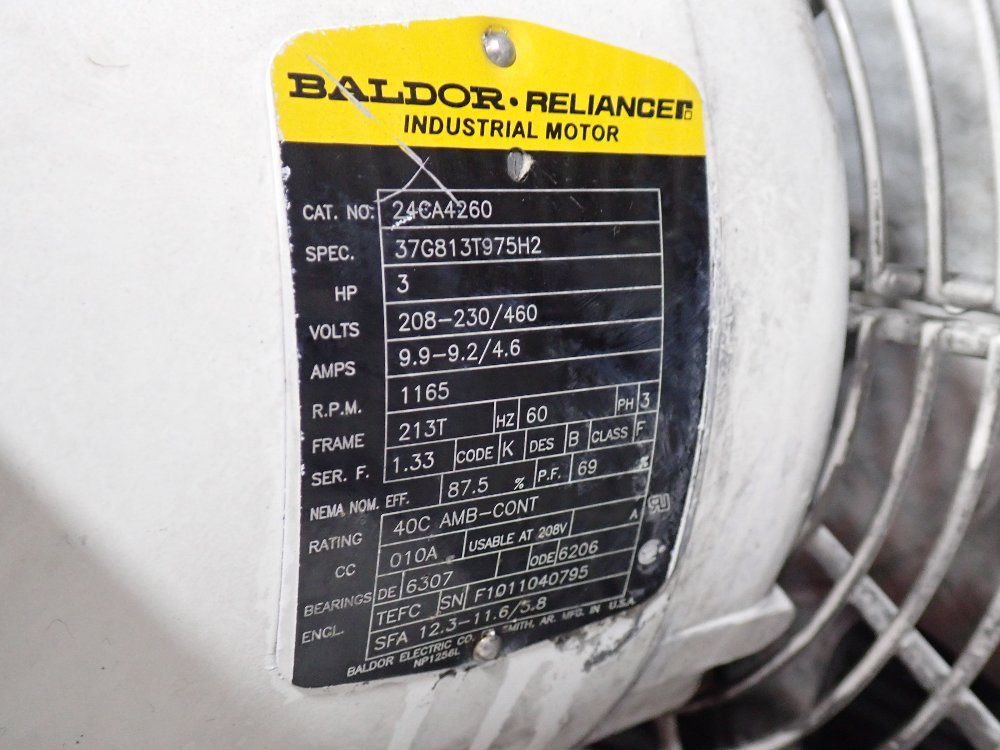 BALDOR • RELIANCER
INDUSTRIAL MOTOR
CAT. NO. 24CA4260
SPEC. 37G813T975H2
HP 3
VOLTS 208-230/460
AMPS 9.9-9.2/4.6
R.P.M. 1165
FRAME 213T HZ 60 PH 3
SER. F. 1.33 CODE K DES B CLASS F
NEMA NOM. EFF. 87.5 % P.F. 69 %
RATING 40C AMB-CONT
CC 010A USABLE AT 208V A
BEARINGS DE 6307 ODE 6206
ENCL. TEFC SN F1011040795
SFA 12.3-11.6/5.8
BALDOR ELECTRIC CO. SMITH, AR. MFG. IN U.S.A.
NP1256L